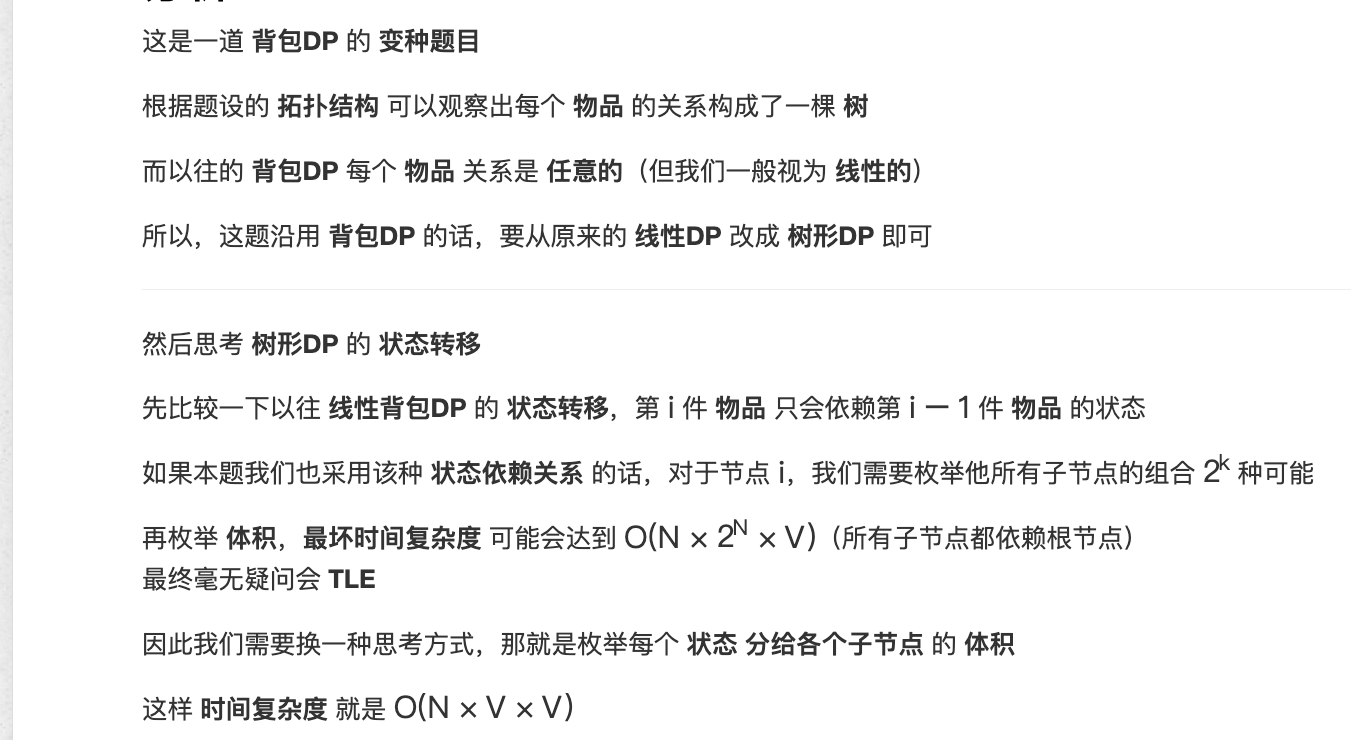 这是一道 背包DP 的 变种题目
根据题设的 拓扑结构 可以观察出每个 物品 的关系构成了一棵 树
而以往的 背包DP 每个 物品 关系是 任意的（但我们一般视为 线性的）
所以，这题沿用 背包DP 的话，要从原来的 线性DP 改成 树形DP 即可
然后思考 树形DP 的 状态转移
先比较一下以往 线性背包DP 的 状态转移，第 i 件 物品 只会依赖第 i − 1 件 物品 的状态
如果本题我们也采用该种 状态依赖关系 的话，对于节点 i，我们需要枚举他所有子节点的组合 2^k 种可能
再枚举 体积，最坏时间复杂度 可能会达到 O(N × 2^N × V)（所有子节点都依赖根节点）
最终毫无疑问会 TLE
因此我们需要换一种思考方式，那就是枚举每个 状态 分给各个子节点 的 体积
这样 时间复杂度 就是 O(N × V × V)